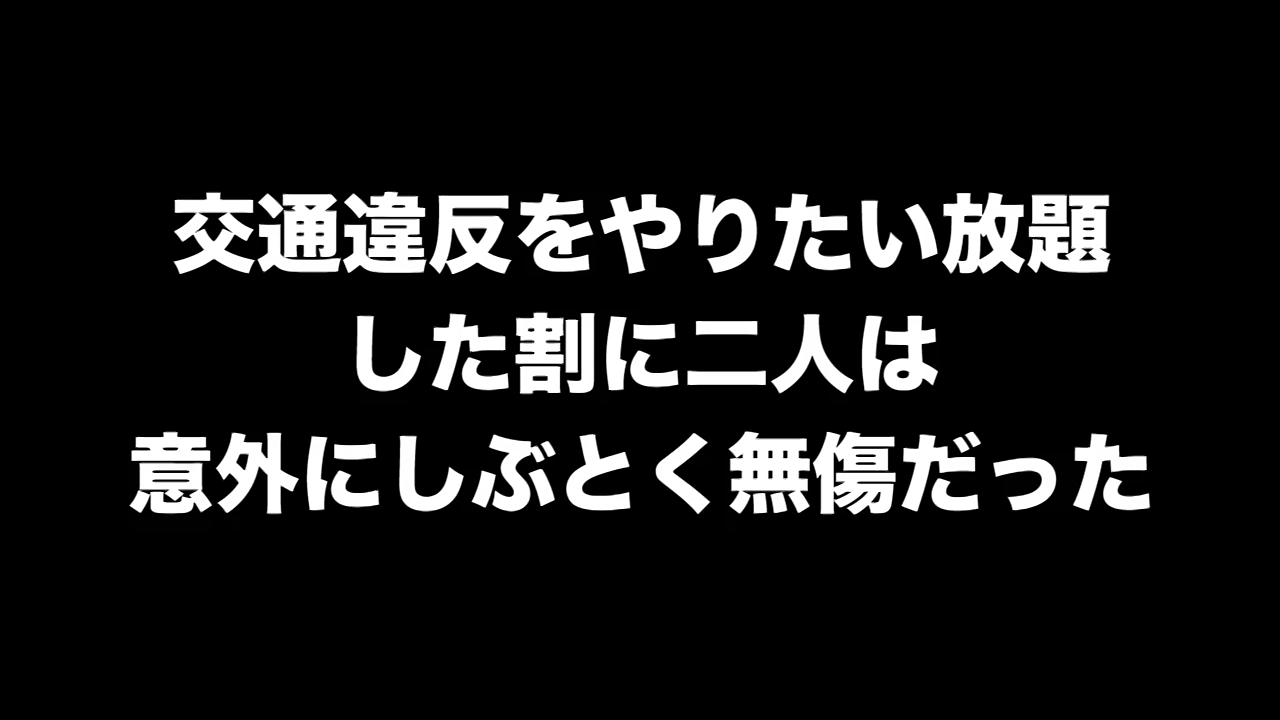 交通違反をやりたい放題
した割に二人は
意外にしぶとく無傷だった